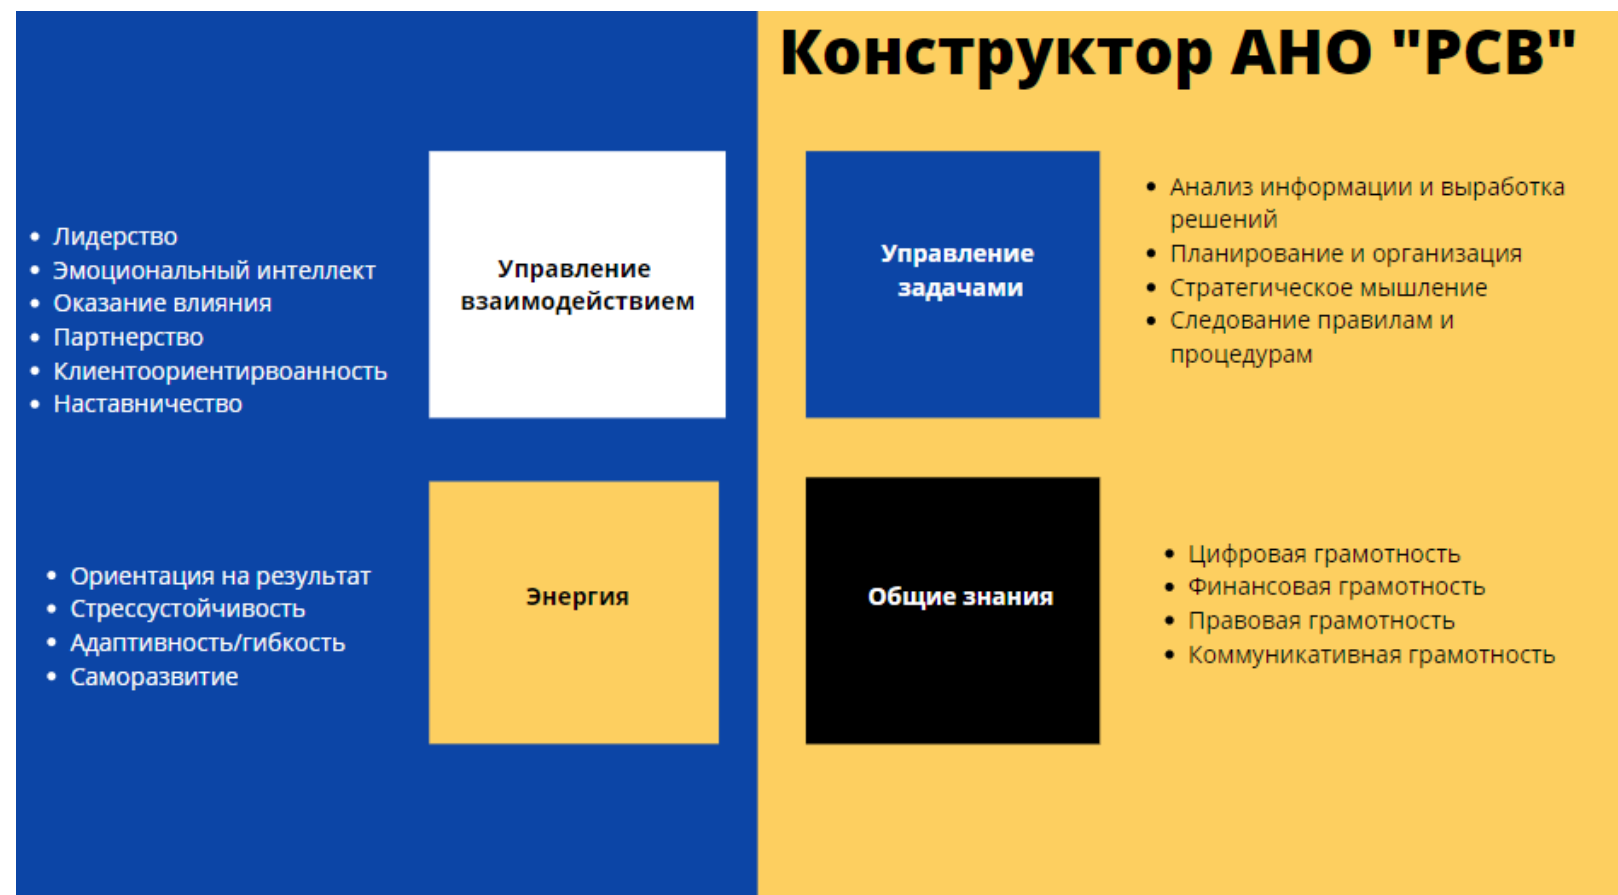 Конструктор АНО "РСВ"
• Лидерство
• Эмоциональный интеллект
• Оказание влияния
• Партнерство
• Клиентоориентирвоанность
• Наставничество
Управление
взаимодействием
Управление
задачами
• Анализ информации и выработка
решений
• Планирование и организация
• Стратегическое мышление
• Следование правилам и
процедурам
• Ориентация на результат
• Стрессустойчивость
• Адаптивность/гибкость
• Саморазвитие
Энергия
Общие знания
• Цифровая грамотность
• Финансовая грамотность
• Правовая грамотность
• Коммуникативная грамотность